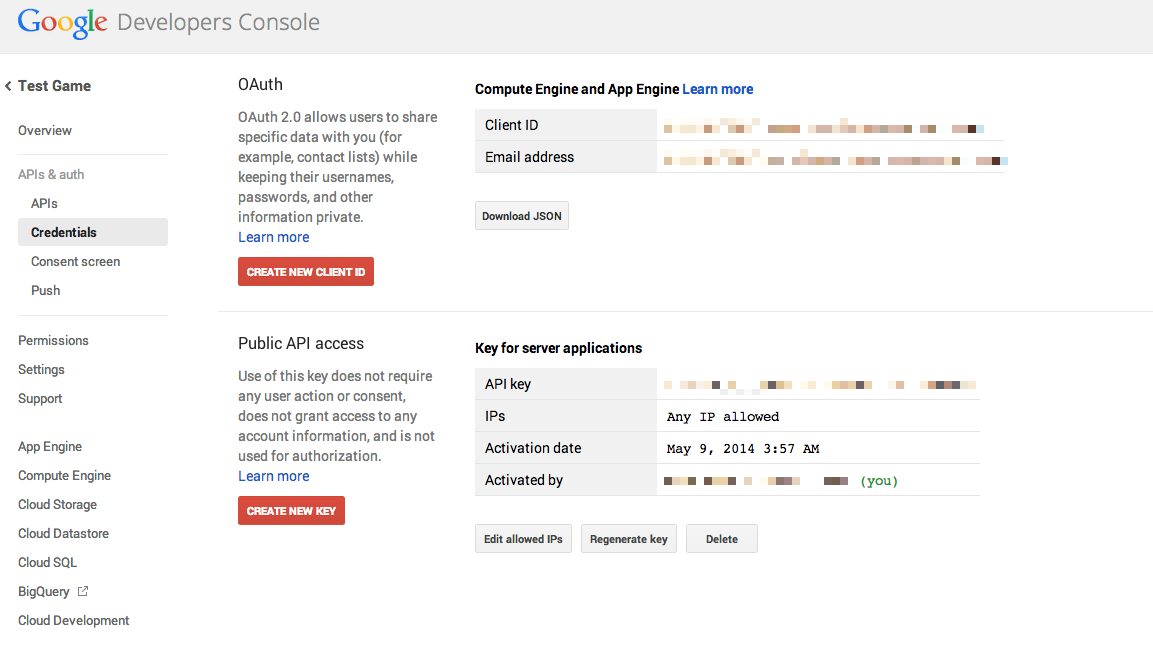 Google Developers Console
Test Game
Overview
APIs & auth
APIs
Credentials
Consent screen
Push
Permissions
Settings
Support
App Engine
Compute Engine
Cloud Storage
Cloud Datastore
Cloud SQL
BigQuery
Cloud Development
OAuth
OAuth 2.0 allows users to share
specific data with you (for
example, contact lists) while
keeping their usernames,
passwords, and other
information private.
Learn more
CREATE NEW CLIENT ID
Compute Engine and App Engine Learn more
Client ID
Email address
Download JSON
Public API access
Use of this key does not require
any user action or consent,
does not grant access to any
account information, and is not
used for authorization.
Learn more
CREATE NEW KEY
Key for server applications
API key
IPs Any IP allowed
Activation date May 9, 2014 3:57 AM
Activated by (you)
Edit allowed IPs Regenerate key Delete